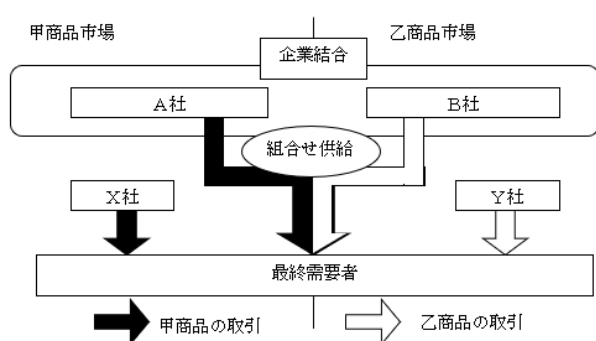 甲商品市場
乙商品市場
企業結合
A社
B社
組合せ供給
X社
Y社
最終需要者
甲商品の取引
乙商品の取引